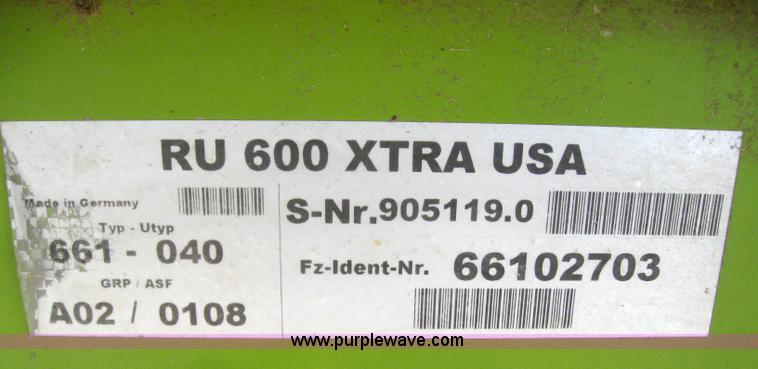 RU 600 XTRA USA
Made in Germany
Typ - Utyp
661 - 040
GRP / ASF
A02 / 0108
S-Nr.905119.0
Fz-Ident-Nr. 66102703
www.purplewave.com